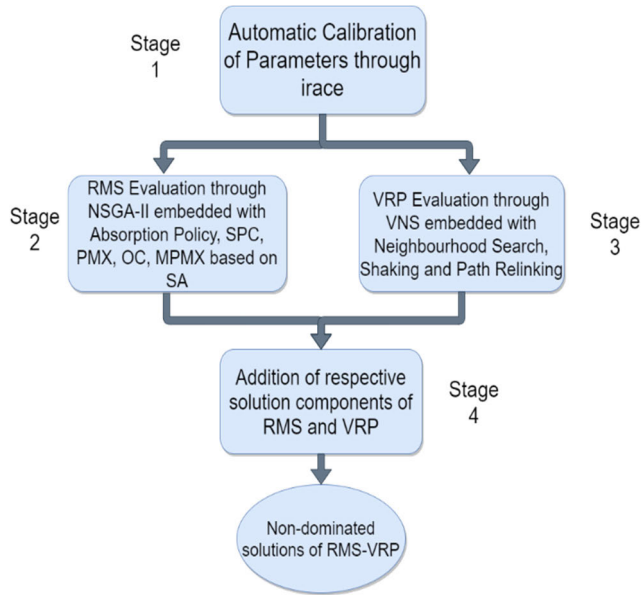 Stage
1
Automatic Calibration
of Parameters through
irace
Stage
2
RMS Evaluation through
NSGA-II embedded with
Absorption Policy, SPC,
PMX, OC, MPMX based on
SA
VRP Evaluation through
VNS embedded with
Neighbourhood Search,
Shaking and Path Relinking
Stage
3
Addition of respective
solution components of
RMS and VRP
Stage
4
Non-dominated
solutions of RMS-VRP